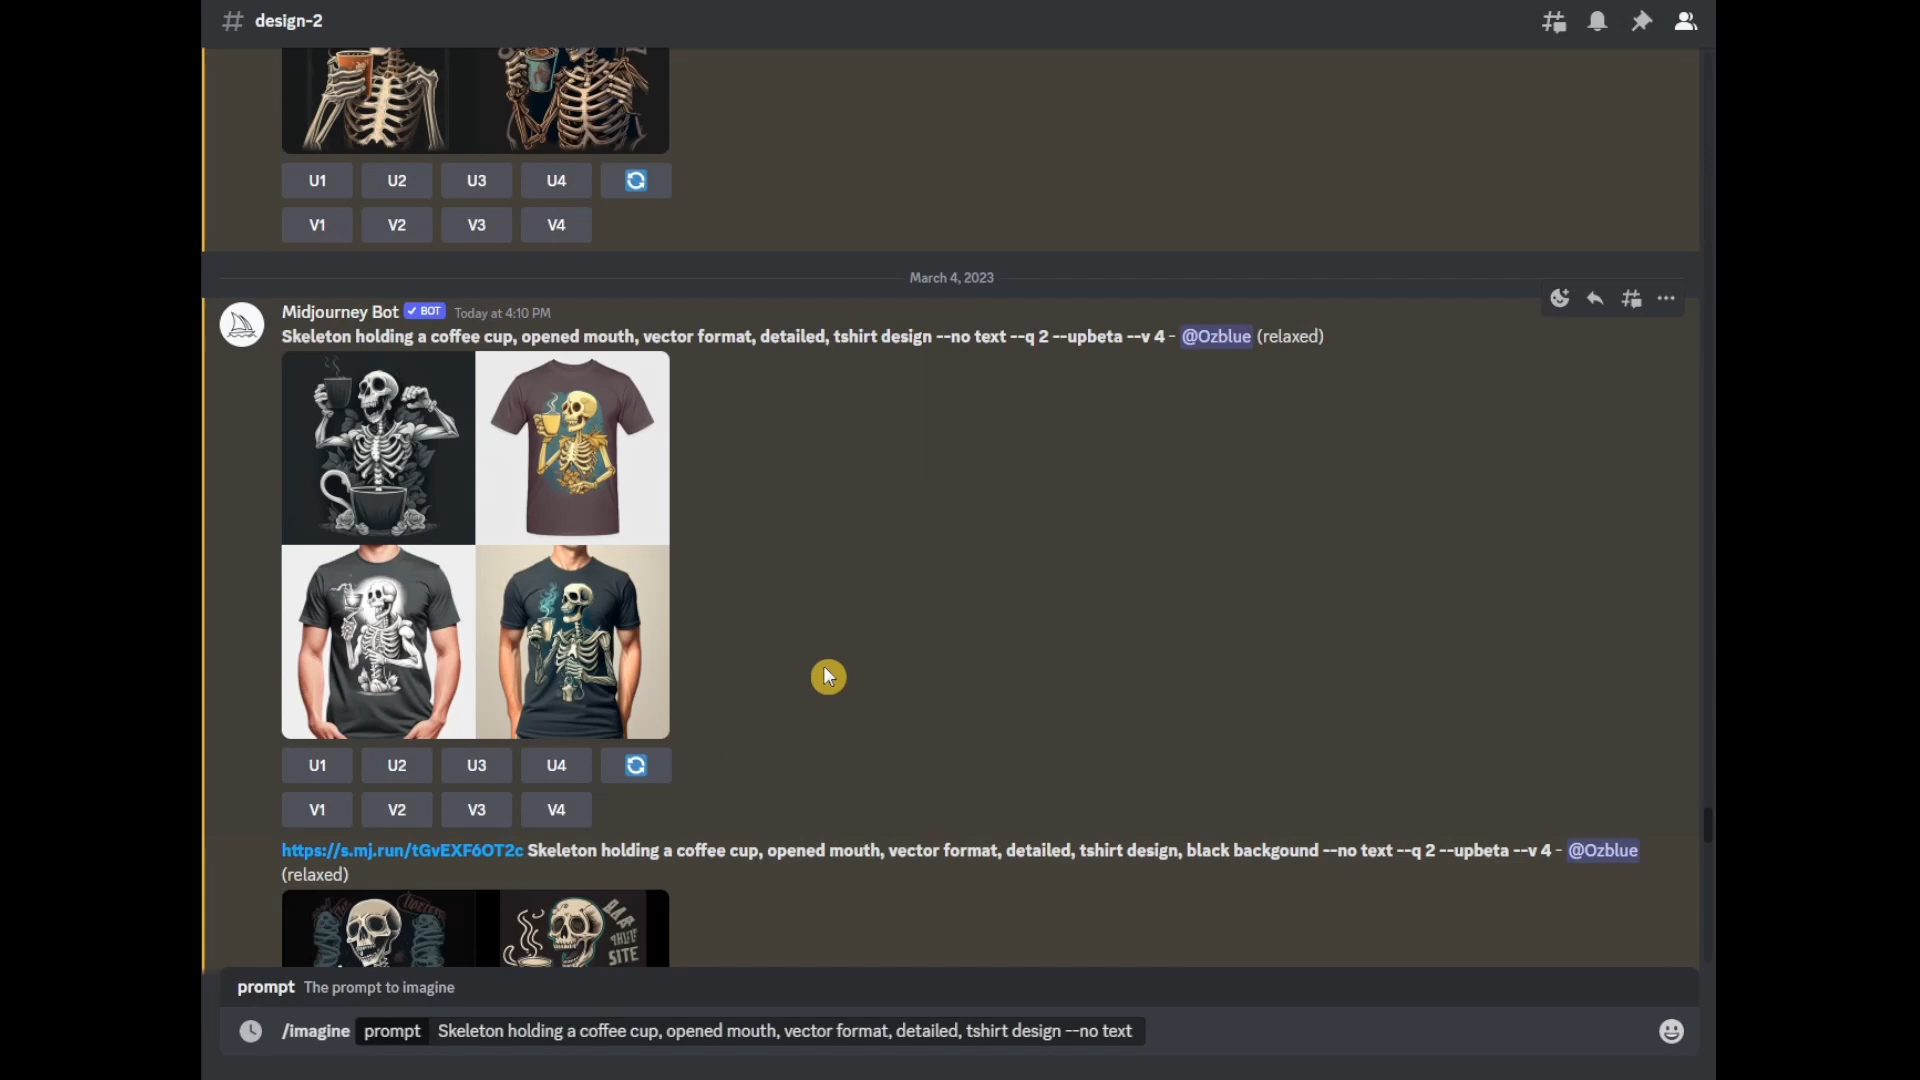 design-2
U1 U2 U3 U4
V1 V2 V3 V4
March 4, 2023
Midjourney Bot ✓ BOT Today at 4:10 PM
Skeleton holding a coffee cup, opened mouth, vector format, detailed, tshirt design --no text --q 2 --upbeta --v 4 - @Ozblue (relaxed)
U1 U2 U3 U4
V1 V2 V3 V4
https://s.mj.run/tGvEXF6OT2c Skeleton holding a coffee cup, opened mouth, vector format, detailed, tshirt design, black backgound --no text --q 2 --upbeta --v 4 - @Ozblue
(relaxed)
SITE
prompt The prompt to imagine
/imagine prompt Skeleton holding a coffee cup, opened mouth, vector format, detailed, tshirt design --no text